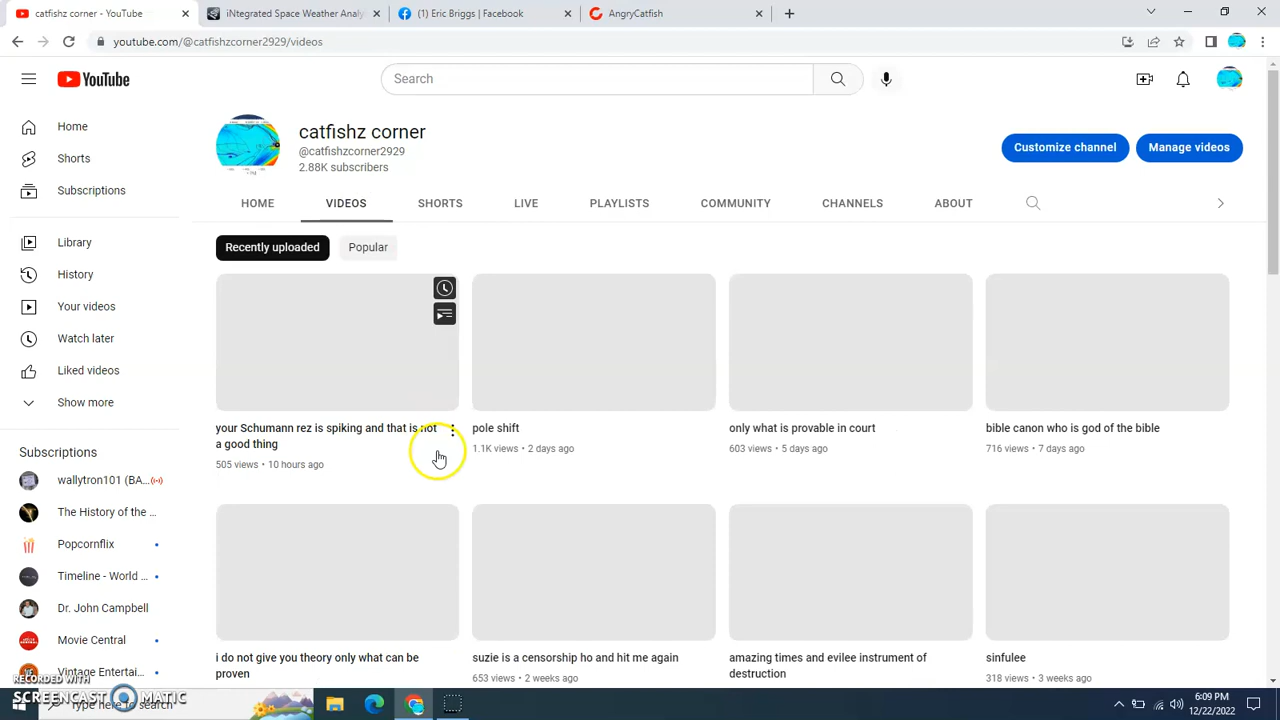 catfishz corner - YouTube
iNtegrated Space Weather Analy
(1) Eric Briggs | Facebook
AngryCatfish
youtube.com/@catfishzcorner2929/videos
YouTube
Search
catfishz corner
@catfishzcorner2929
2.88K subscribers
Customize channel
Manage videos
HOME
VIDEOS
SHORTS
LIVE
PLAYLISTS
COMMUNITY
CHANNELS
ABOUT
Recently uploaded
Popular
Home
Shorts
Subscriptions
Library
History
Your videos
Watch later
Liked videos
Show more
Subscriptions
wallytron101 (BA...
The History of the ...
Popcornflix
Timeline - World ...
Dr. John Campbell
Movie Central
Vintage Entertai...
your Schumann rez is spiking and that is not
a good thing
505 views • 10 hours ago
pole shift
1.1K views • 2 days ago
only what is provable in court
603 views • 5 days ago
bible canon who is god of the bible
716 views • 7 days ago
i do not give you theory only what can be
proven
suzie is a censorship ho and hit me again
653 views • 2 weeks ago
amazing times and evilee instrument of
destruction
sinfulee
318 views • 3 weeks ago
RECORDED WITH
SCREENCAST MATIC
Type here to search
6:09 PM
12/22/2022